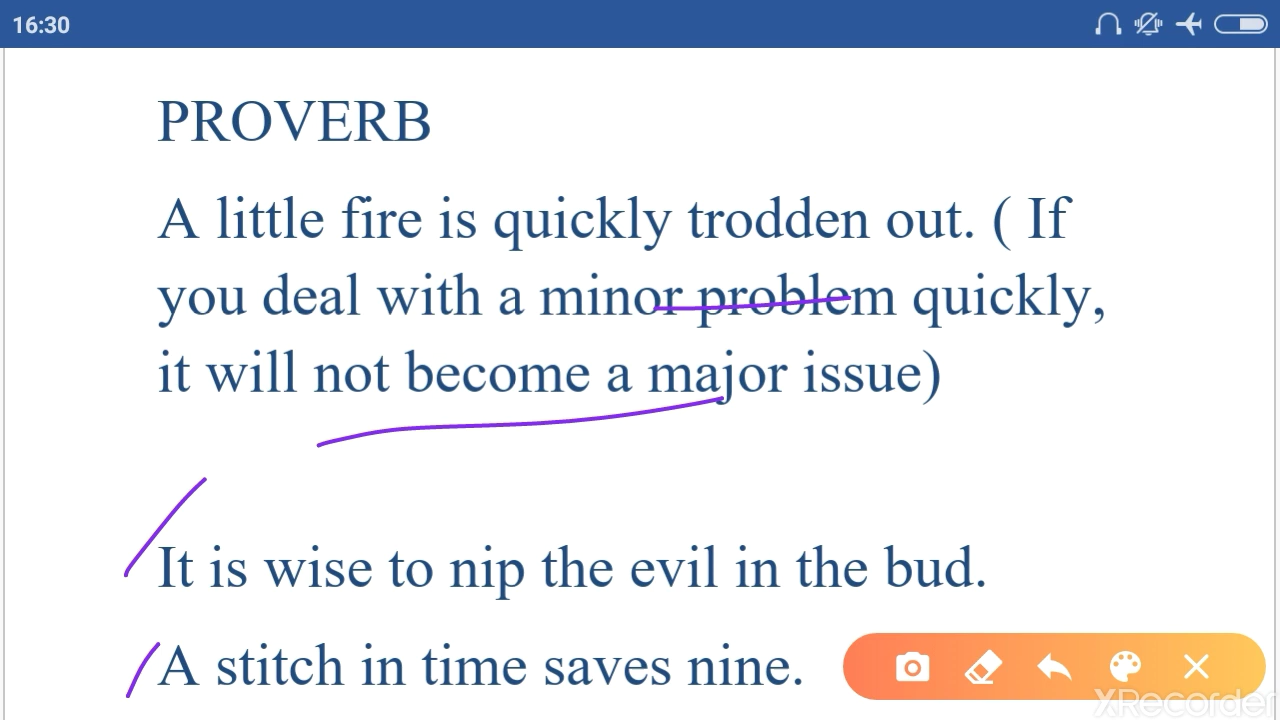 16:30
PROVERB
A little fire is quickly trodden out. ( If
you deal with a minor problem quickly,
it will not become a major issue)
It is wise to nip the evil in the bud.
A stitch in time saves nine.
XRecorder